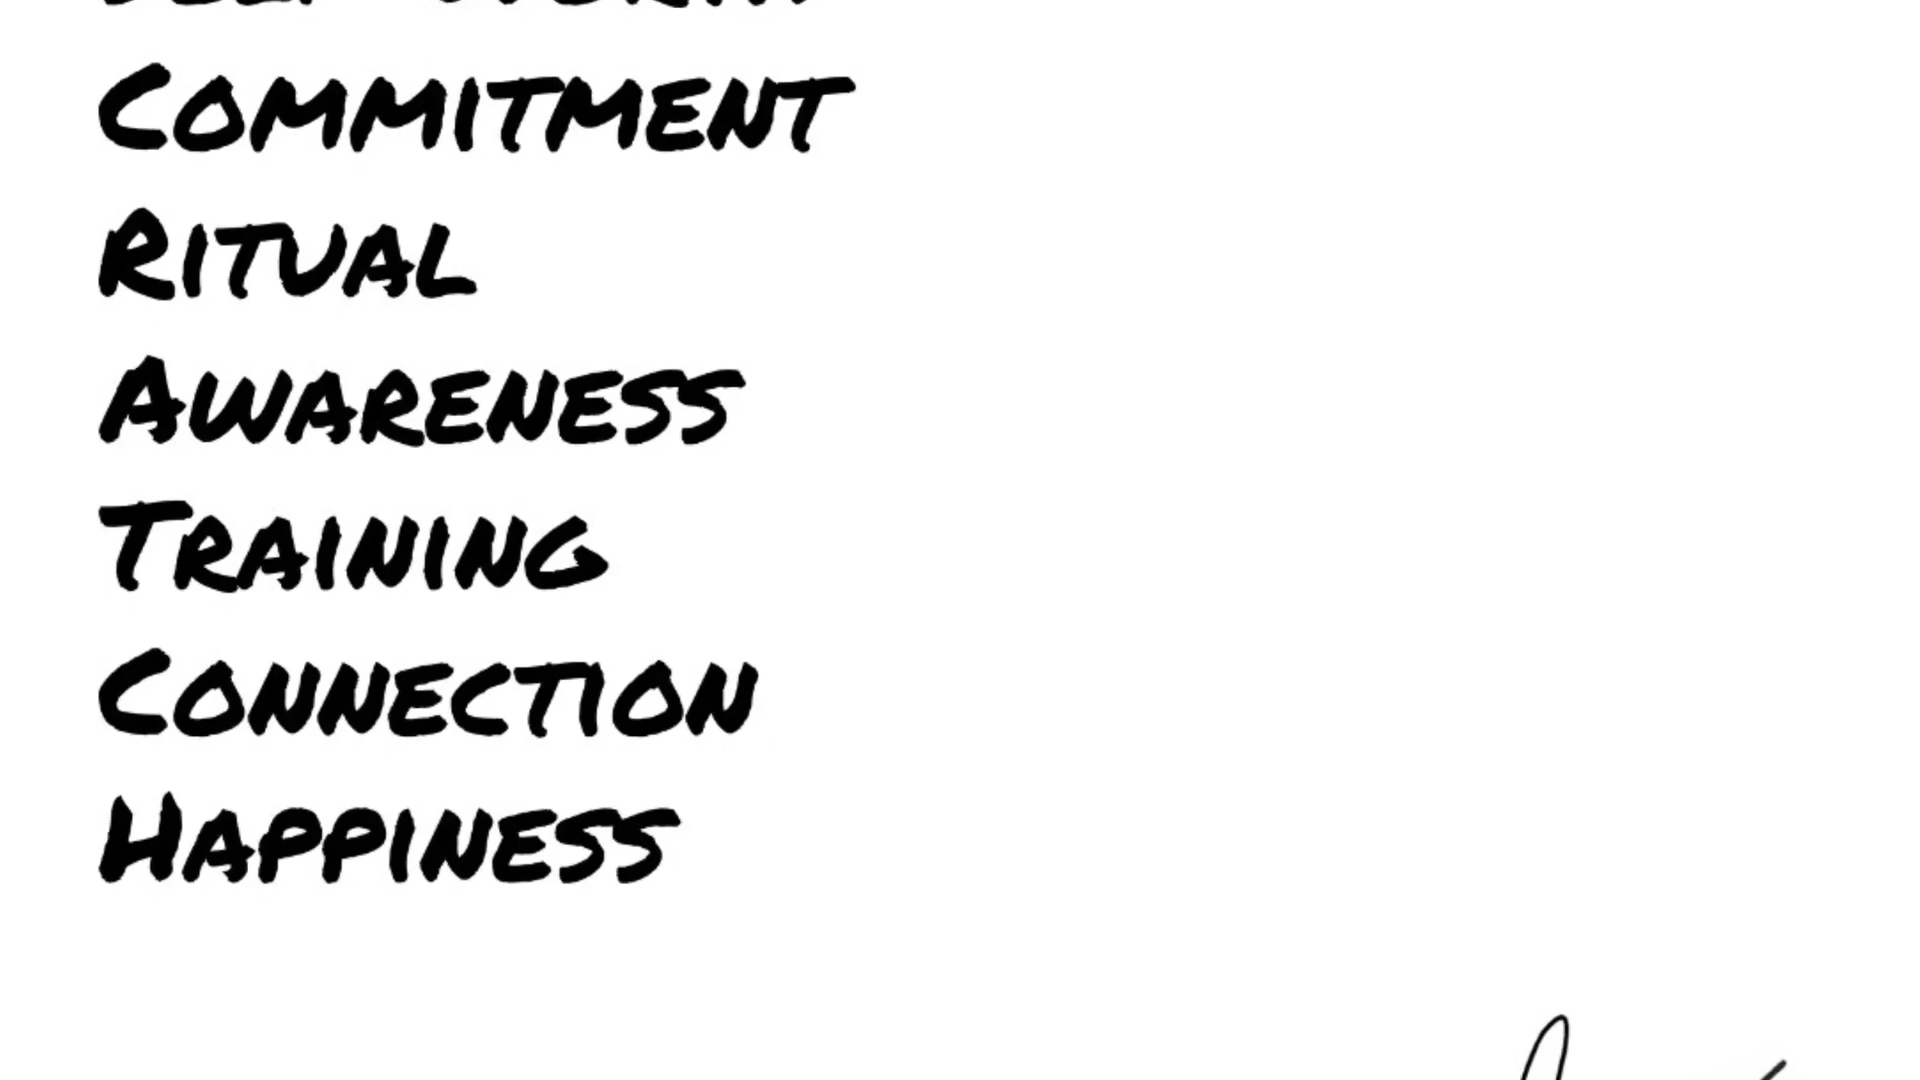 Commitment
Ritual
Awareness
Training
Connection
Happiness